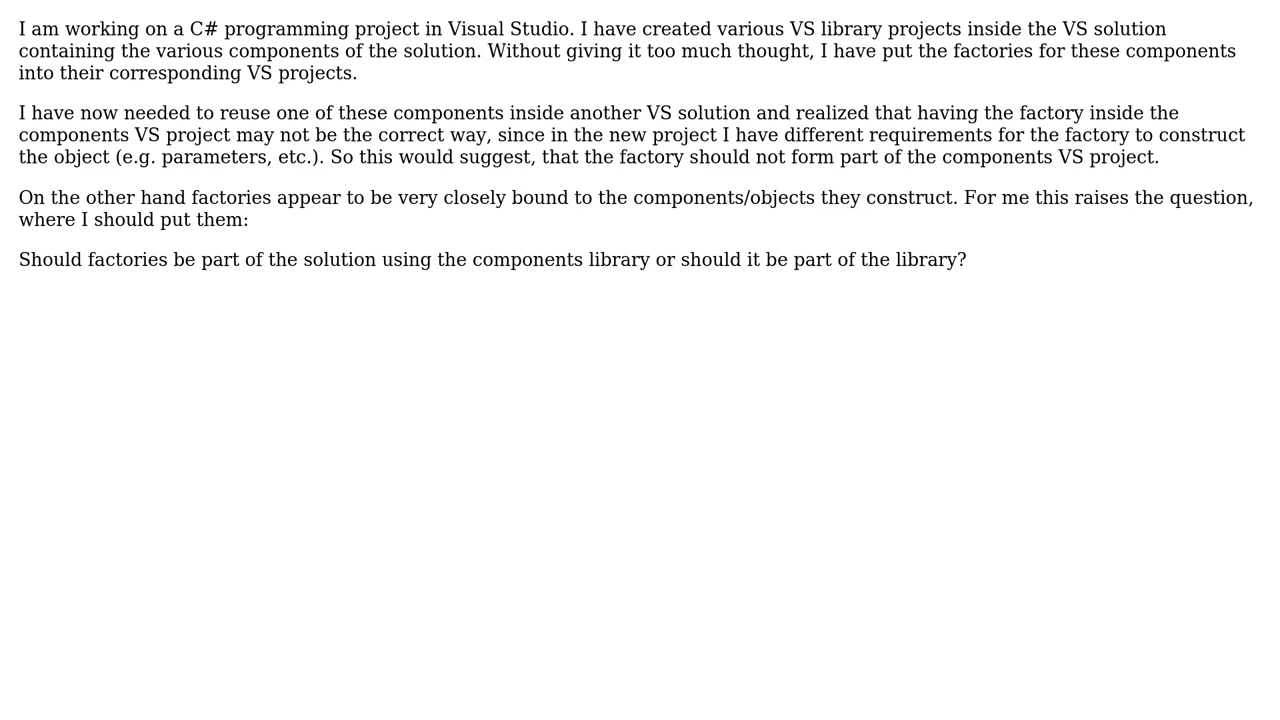 I am working on a C# programming project in Visual Studio. I have created various VS library projects inside the VS solution
containing the various components of the solution. Without giving it too much thought, I have put the factories for these components
into their corresponding VS projects.
I have now needed to reuse one of these components inside another VS solution and realized that having the factory inside the
components VS project may not be the correct way, since in the new project I have different requirements for the factory to construct
the object (e.g. parameters, etc.). So this would suggest, that the factory should not form part of the components VS project.
On the other hand factories appear to be very closely bound to the components/objects they construct. For me this raises the question,
where I should put them:
Should factories be part of the solution using the components library or should it be part of the library?